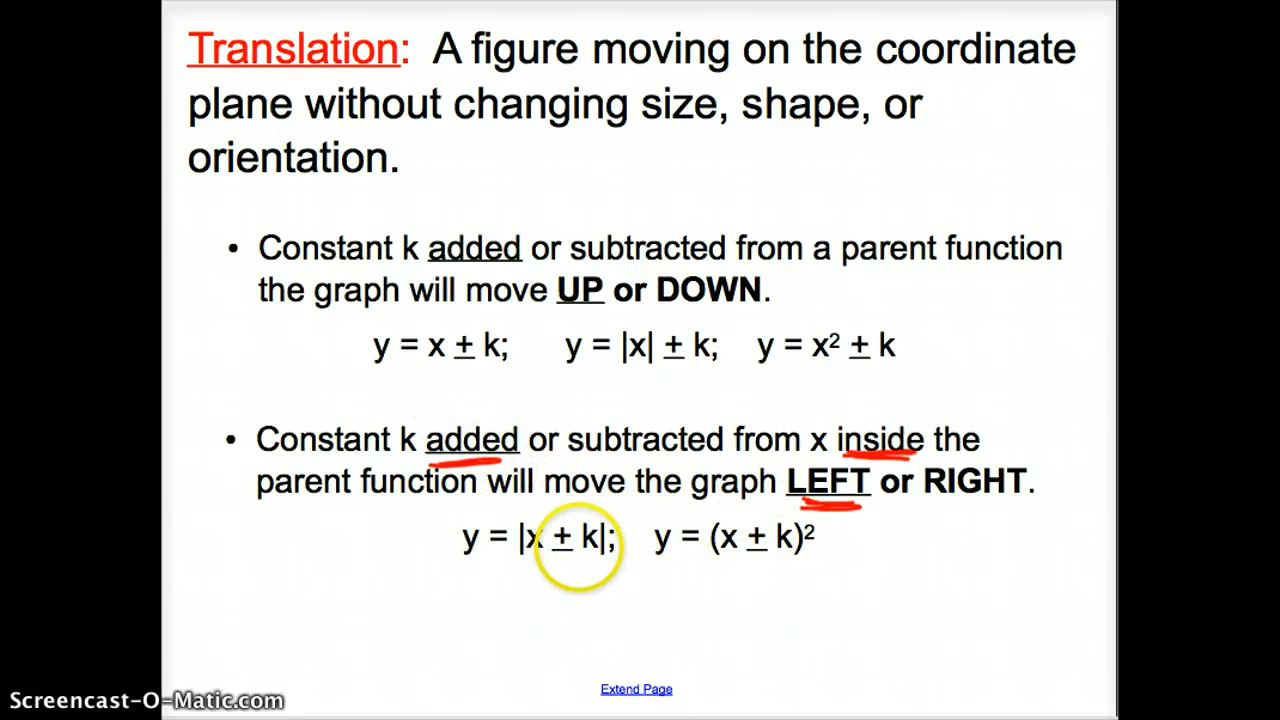 Translation: A figure moving on the coordinate
plane without changing size, shape, or
orientation.
• Constant k added or subtracted from a parent function
the graph will move UP or DOWN.
y = x ± k; y = |x| ± k; y = x² ± k
• Constant k added or subtracted from x inside the
parent function will move the graph LEFT or RIGHT.
y = |x ± k|; y = (x ± k)²
Extend Page
Screencast-O-Matic.com